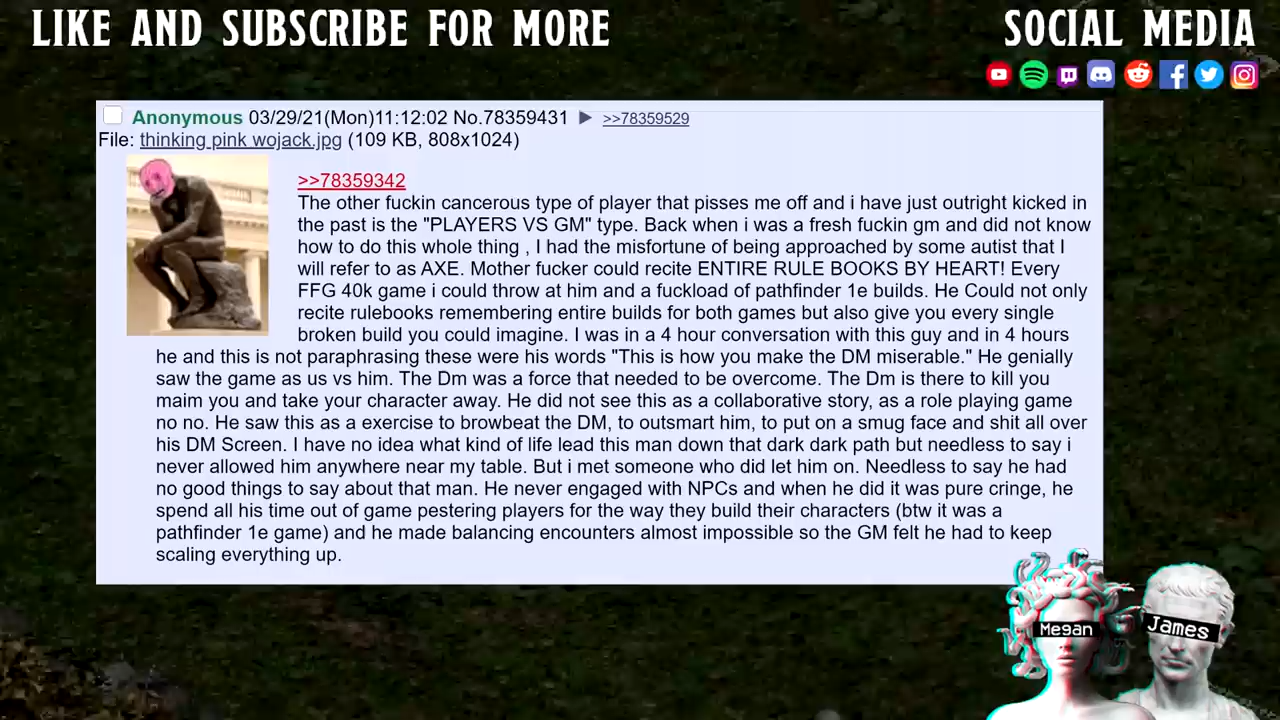 LIKE AND SUBSCRIBE FOR MORE
SOCIAL MEDIA
Anonymous 03/29/21(Mon)11:12:02 No.78359431 ▶ >>78359529
File: thinking pink wojack.jpg (109 KB, 808x1024)
>>78359342
The other fuckin cancerous type of player that pisses me off and i have just outright kicked in
the past is the "PLAYERS VS GM" type. Back when i was a fresh fuckin gm and did not know
how to do this whole thing , I had the misfortune of being approached by some autist that I
will refer to as AXE. Mother fucker could recite ENTIRE RULE BOOKS BY HEART! Every
FFG 40k game i could throw at him and a fuckload of pathfinder 1e builds. He Could not only
recite rulebooks remembering entire builds for both games but also give you every single
broken build you could imagine. I was in a 4 hour conversation with this guy and in 4 hours
he and this is not paraphrasing these were his words "This is how you make the DM miserable." He genially
saw the game as us vs him. The Dm was a force that needed to be overcome. The Dm is there to kill you
maim you and take your character away. He did not see this as a collaborative story, as a role playing game
no no. He saw this as a exercise to browbeat the DM, to outsmart him, to put on a smug face and shit all over
his DM Screen. I have no idea what kind of life lead this man down that dark dark path but needless to say i
never allowed him anywhere near my table. But i met someone who did let him on. Needless to say he had
no good things to say about that man. He never engaged with NPCs and when he did it was pure cringe, he
spend all his time out of game pestering players for the way they build their characters (btw it was a
pathfinder 1e game) and he made balancing encounters almost impossible so the GM felt he had to keep
scaling everything up.
Megan
James